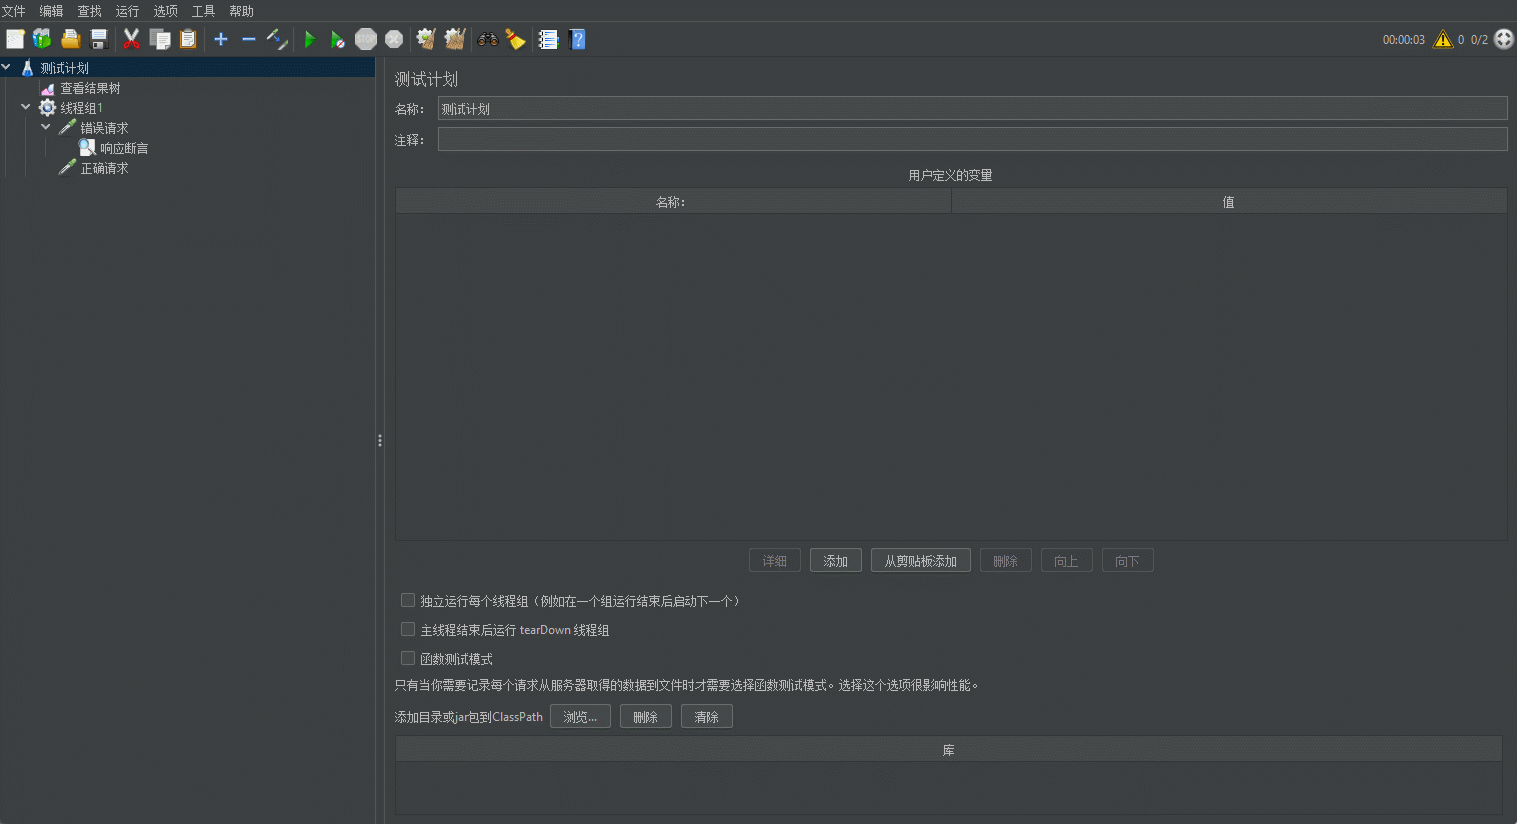 文件 编辑 查找 运行 选项 工具 帮助
STOP 00:00:03 0 0/2
测试计划
查看结果树
线程组1
错误请求
响应断言
正确请求
测试计划
名称： 测试计划
注释：
用户定义的变量
名称： 值
详细 添加 从剪贴板添加 删除 向上 向下
独立运行每个线程组（例如在一个组运行结束后启动下一个）
主线程结束后运行 tearDown 线程组
函数测试模式
只有当你需要记录每个请求从服务器取得的数据到文件时才需要选择函数测试模式。选择这个选项很影响性能。
添加目录或jar包到ClassPath 浏览... 删除 清除
库